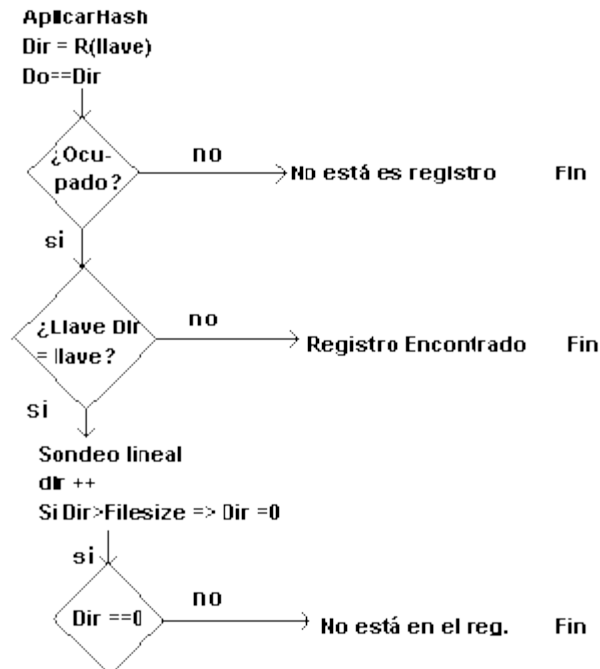 AplicarHash
Dir = R(llave)
Do==Dir
¿Ocu-
pado?
no
No está es registro
Fin
si
¿Llave Dir
= llave?
no
Registro Encontrado
Fin
si
Sondeo lineal
dir ++
Si Dir>Filesize => Dir =0
si
Dir ==0
no
No está en el reg.
Fin